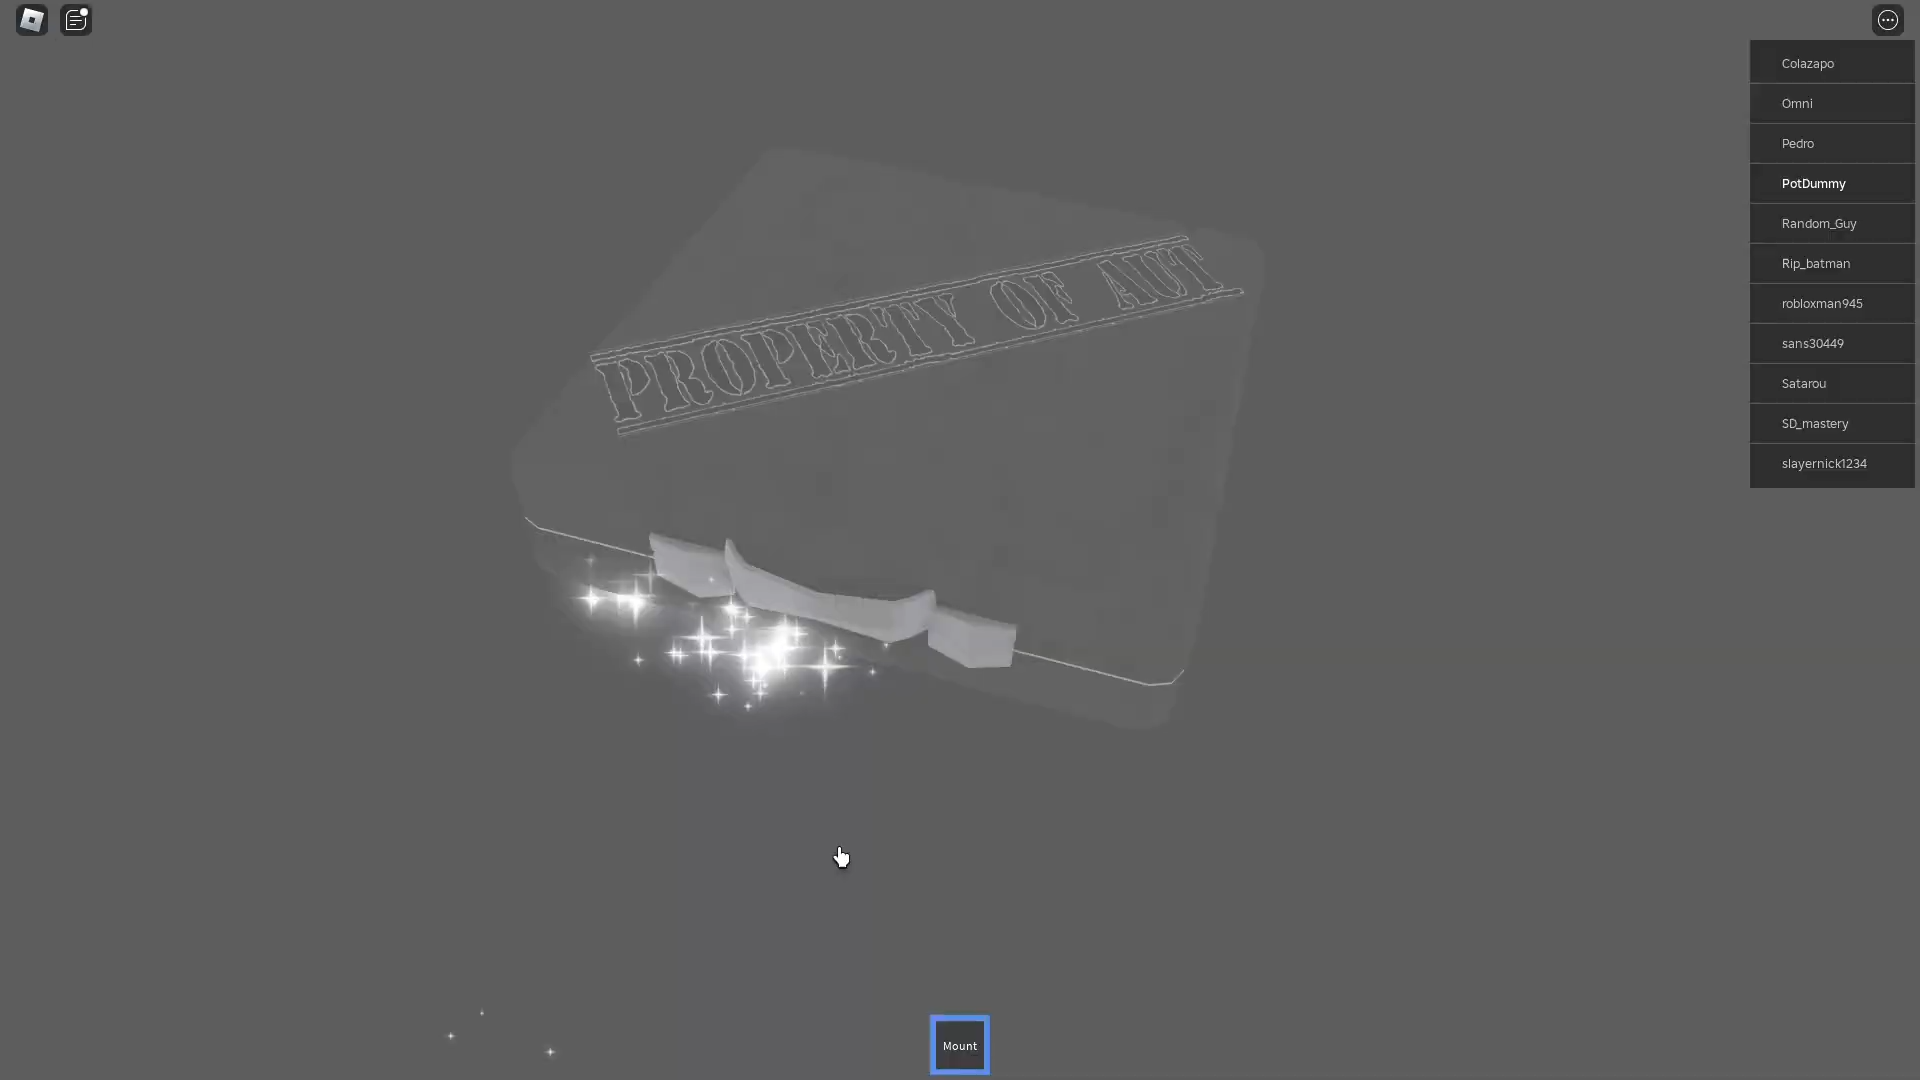 Colazapo
Omni
Pedro
PotDummy
Random_Guy
Rip_batman
robloxman945
sans30449
Satarou
SD_mastery
slayernick1234
PROPERTY OF AUT
Mount